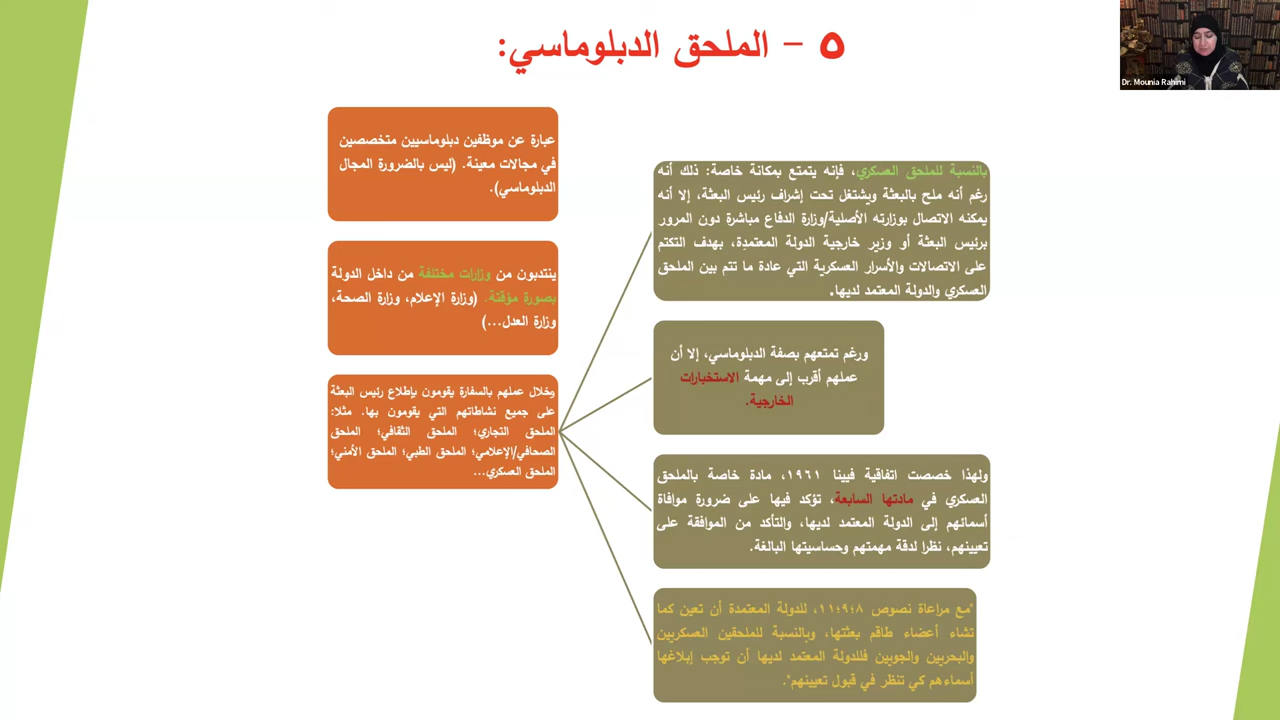 ٥ – الملحق الدبلوماسي:
Dr. Mounia Rahimi
عبارة عن موظفين دبلوماسيين متخصصين
في مجالات معينة. (ليس بالضرورة المجال
الدبلوماسي).
ينتدبون من وزارات مختلفة من داخل الدولة
بصورة مؤقتة. (وزارة الإعلام، وزارة الصحة،
وزارة العدل...)
وخلال عملهم بالسفارة يقومون بإطلاع رئيس البعثة
على جميع نشاطاتهم التي يقومون بها. مثلا:
الملحق التجاري؛ الملحق الثقافي؛ الملحق
الصحافي/الإعلامي؛ الملحق الطبي؛ الملحق الأمني؛
الملحق العسكري...
بالنسبة للملحق العسكري، فإنه يتمتع بمكانة خاصة: ذلك أنه
رغم أنه ملح بالبعثة ويشتغل تحت إشراف رئيس البعثة، إلا أنه
يمكنه الاتصال بوزارته الأصلية/وزارة الدفاع مباشرة دون المرور
برئيس البعثة أو وزير خارجية الدولة المعتمدة، بهدف التكتم
على الاتصالات والأسرار العسكرية التي عادة ما تتم بين الملحق
العسكري والدولة المعتمد لديها.
ورغم تمتعهم بصفة الدبلوماسي، إلا أن
عملهم أقرب إلى مهمة الاستخبارات
الخارجية.
ولهذا خصصت اتفاقية فيينا ١٩٦١، مادة خاصة بالملحق
العسكري في مادتها السابعة، تؤكد فيها على ضرورة موافاة
أسمائهم إلى الدولة المعتمد لديها، والتأكد من الموافقة على
تعيينهم، نظرا لدقة مهمتهم وحساسيتها البالغة.
"مع مراعاة نصوص ٨؛٩؛١١، للدولة المعتمدة أن تعين كما
تشاء أعضاء طاقم بعثتها، وبالنسبة للملحقين العسكريين
والبحريين والجويين فللدولة المعتمد لديها أن توجب إبلاغها
أسماءهم كي تنظر في قبول تعيينهم".